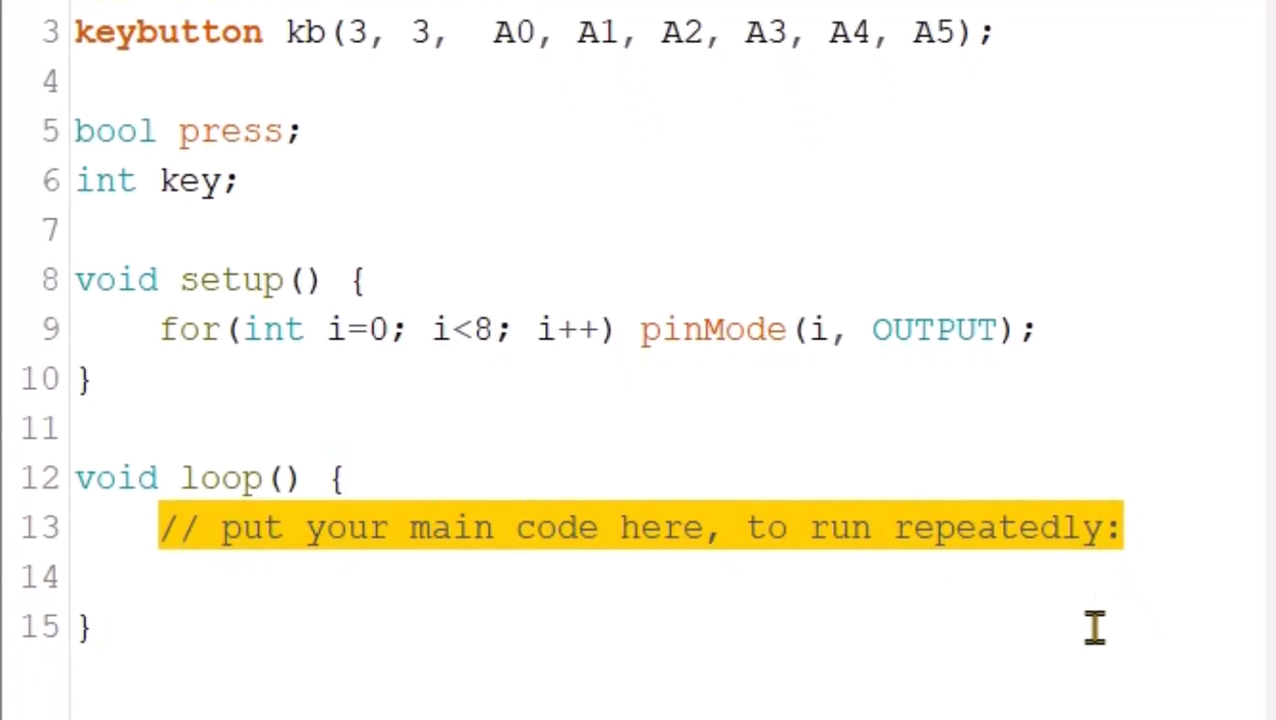 3 keybutton kb(3, 3,  A0, A1, A2, A3, A4, A5);
4
5 bool press;
6 int key;
7
8 void setup() {
9     for(int i=0; i<8; i++) pinMode(i, OUTPUT);
10 }
11
12 void loop() {
13     // put your main code here, to run repeatedly:
14
15 }